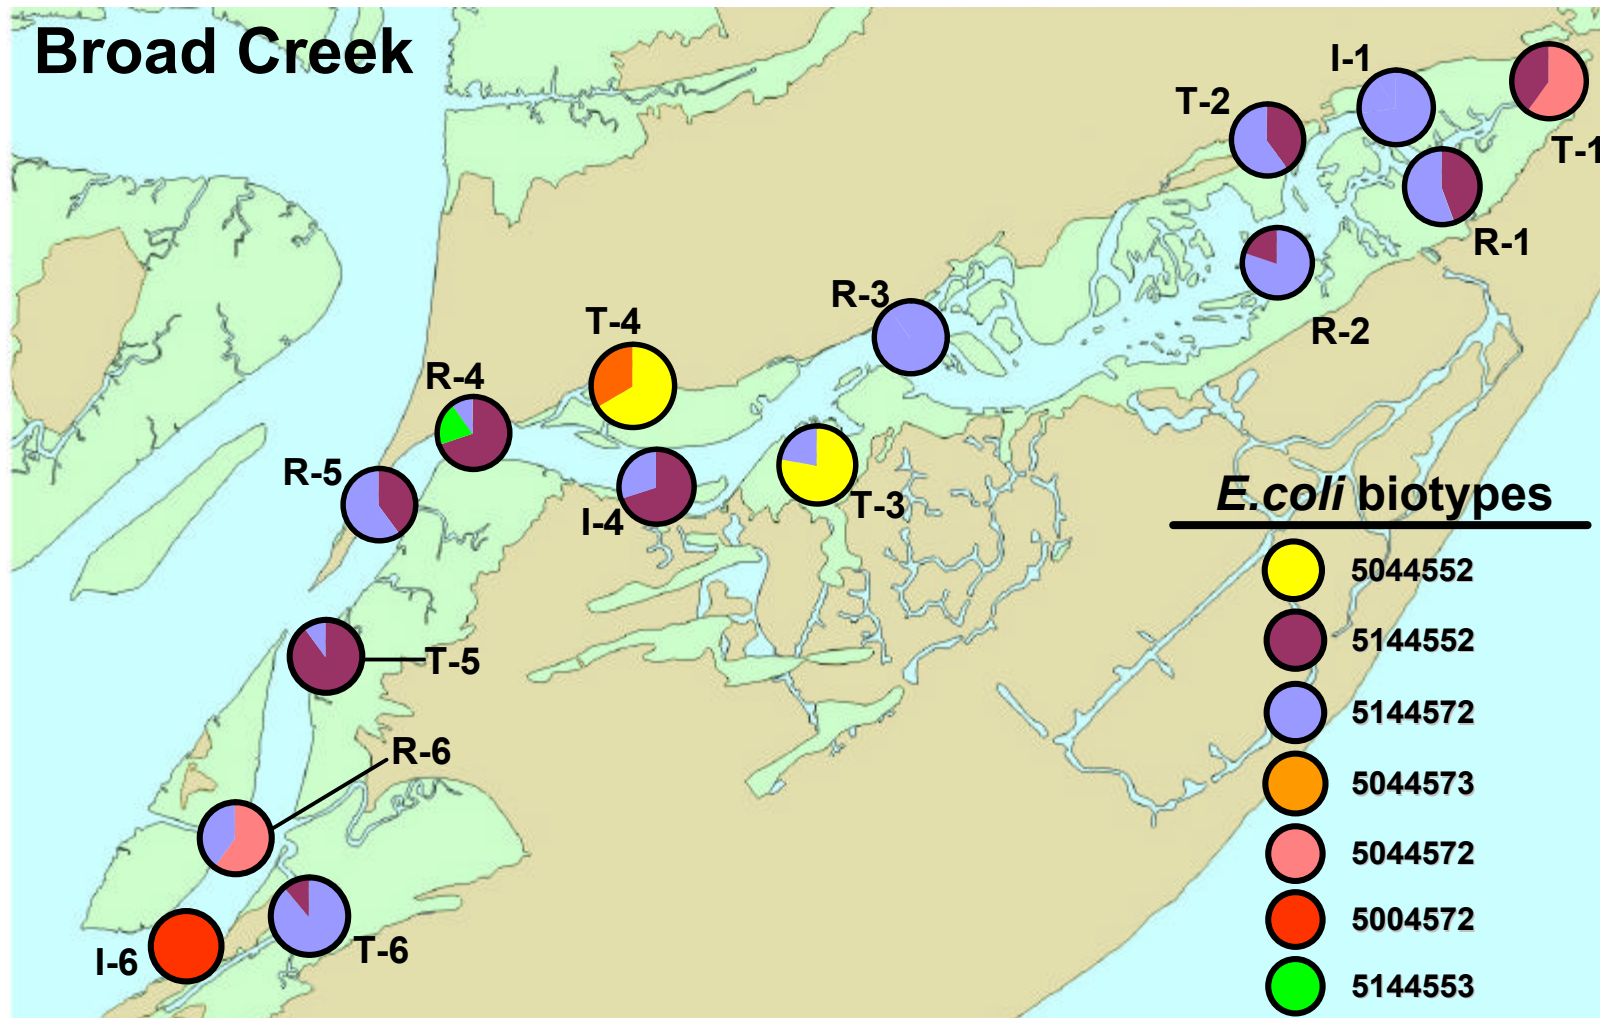 Broad Creek
I-1
T-2
T-1
R-1
R-3
R-2
T-4
R-4
R-5
I-4
T-3
T-5
R-6
I-6
T-6
E.coli biotypes
5044552
5144552
5144572
5044573
5044572
5004572
5144553